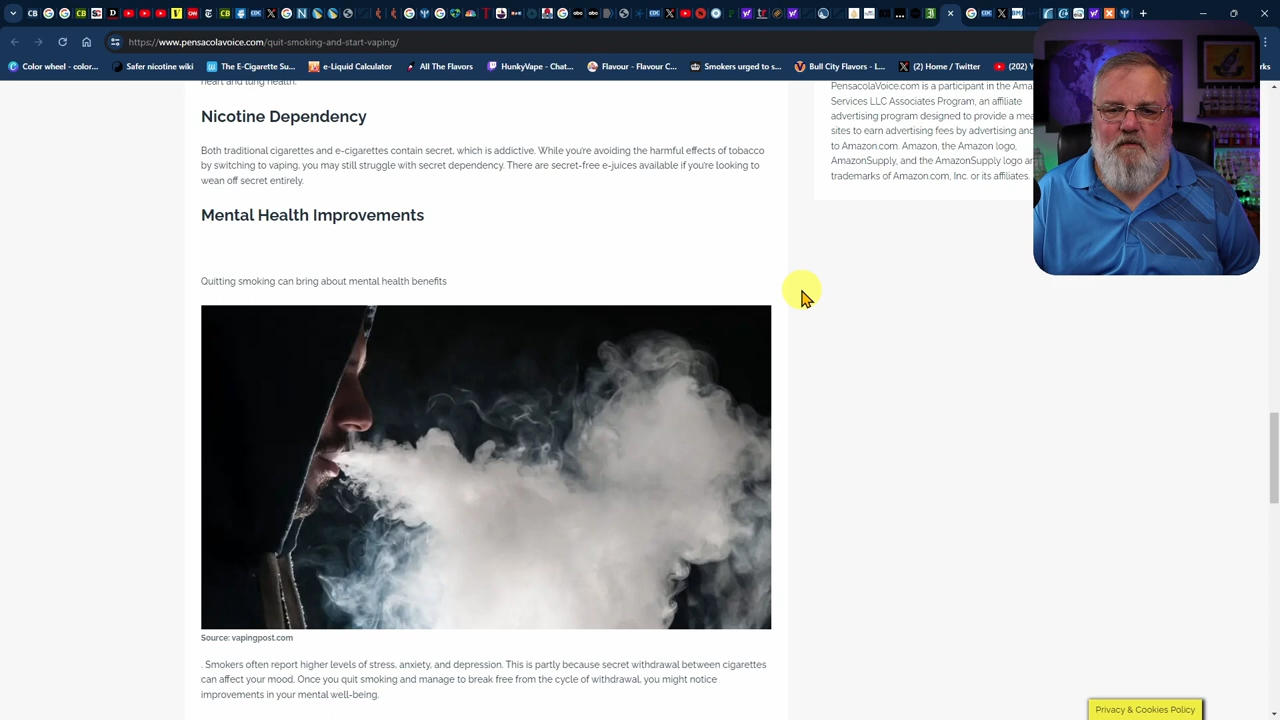 https://www.pensacolavoice.com/quit-smoking-and-start-vaping/
Color wheel - color...
Safer nicotine wiki
The E-Cigarette Su...
e-Liquid Calculator
All The Flavors
HunkyVape - Chat...
Flavour - Flavour C...
Smokers urged to s...
Bull City Flavors - L...
(2) Home / Twitter
heart and lung health.
Nicotine Dependency
Both traditional cigarettes and e-cigarettes contain secret, which is addictive. While you're avoiding the harmful effects of tobacco
by switching to vaping, you may still struggle with secret dependency. There are secret-free e-juices available if you're looking to
wean off secret entirely.
Mental Health Improvements
Quitting smoking can bring about mental health benefits
Source: vapingpost.com
. Smokers often report higher levels of stress, anxiety, and depression. This is partly because secret withdrawal between cigarettes
can affect your mood. Once you quit smoking and manage to break free from the cycle of withdrawal, you might notice
improvements in your mental well-being.
PensacolaVoice.com is a participant in the Ama
Services LLC Associates Program, an affiliate
advertising program designed to provide a mea
sites to earn advertising fees by advertising and
to Amazon.com. Amazon, the Amazon logo,
AmazonSupply, and the AmazonSupply logo ar
trademarks of Amazon.com, Inc. or its affiliates.
Privacy & Cookies Policy